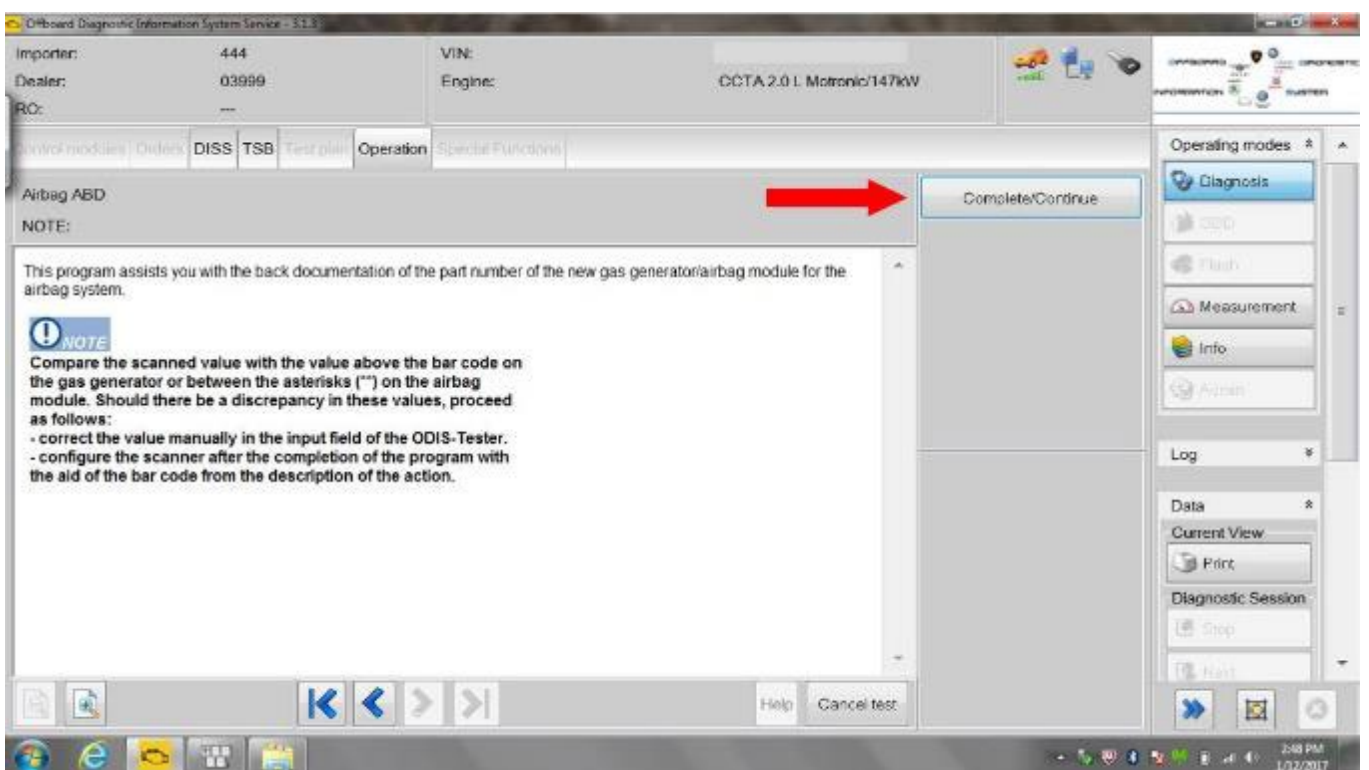 Offboard Diagnostic Information System Service - 3.1.3
Importer: 444 VIN:
Dealer: 03999 Engine: CCTA 2.0 L Motronic/147kW
RO: ---
OFFBOARD DIAGNOSTIC
INFORMATION SYSTEM
Control modules Orders DISS TSB Test plan Operation Special Functions
Airbag ABD
NOTE:
Complete/Continue
This program assists you with the back documentation of the part number of the new gas generator/airbag module for the
airbag system.
NOTE
Compare the scanned value with the value above the bar code on
the gas generator or between the asterisks (**) on the airbag
module. Should there be a discrepancy in these values, proceed
as follows:
- correct the value manually in the input field of the ODIS-Tester.
- configure the scanner after the completion of the program with
the aid of the bar code from the description of the action.
Help Cancel test
Operating modes
Diagnosis
OBD
Flash
Measurement
Info
Admin
Log
Data
Current View
Print
Diagnostic Session
Stop
2:48 PM
1/12/2017